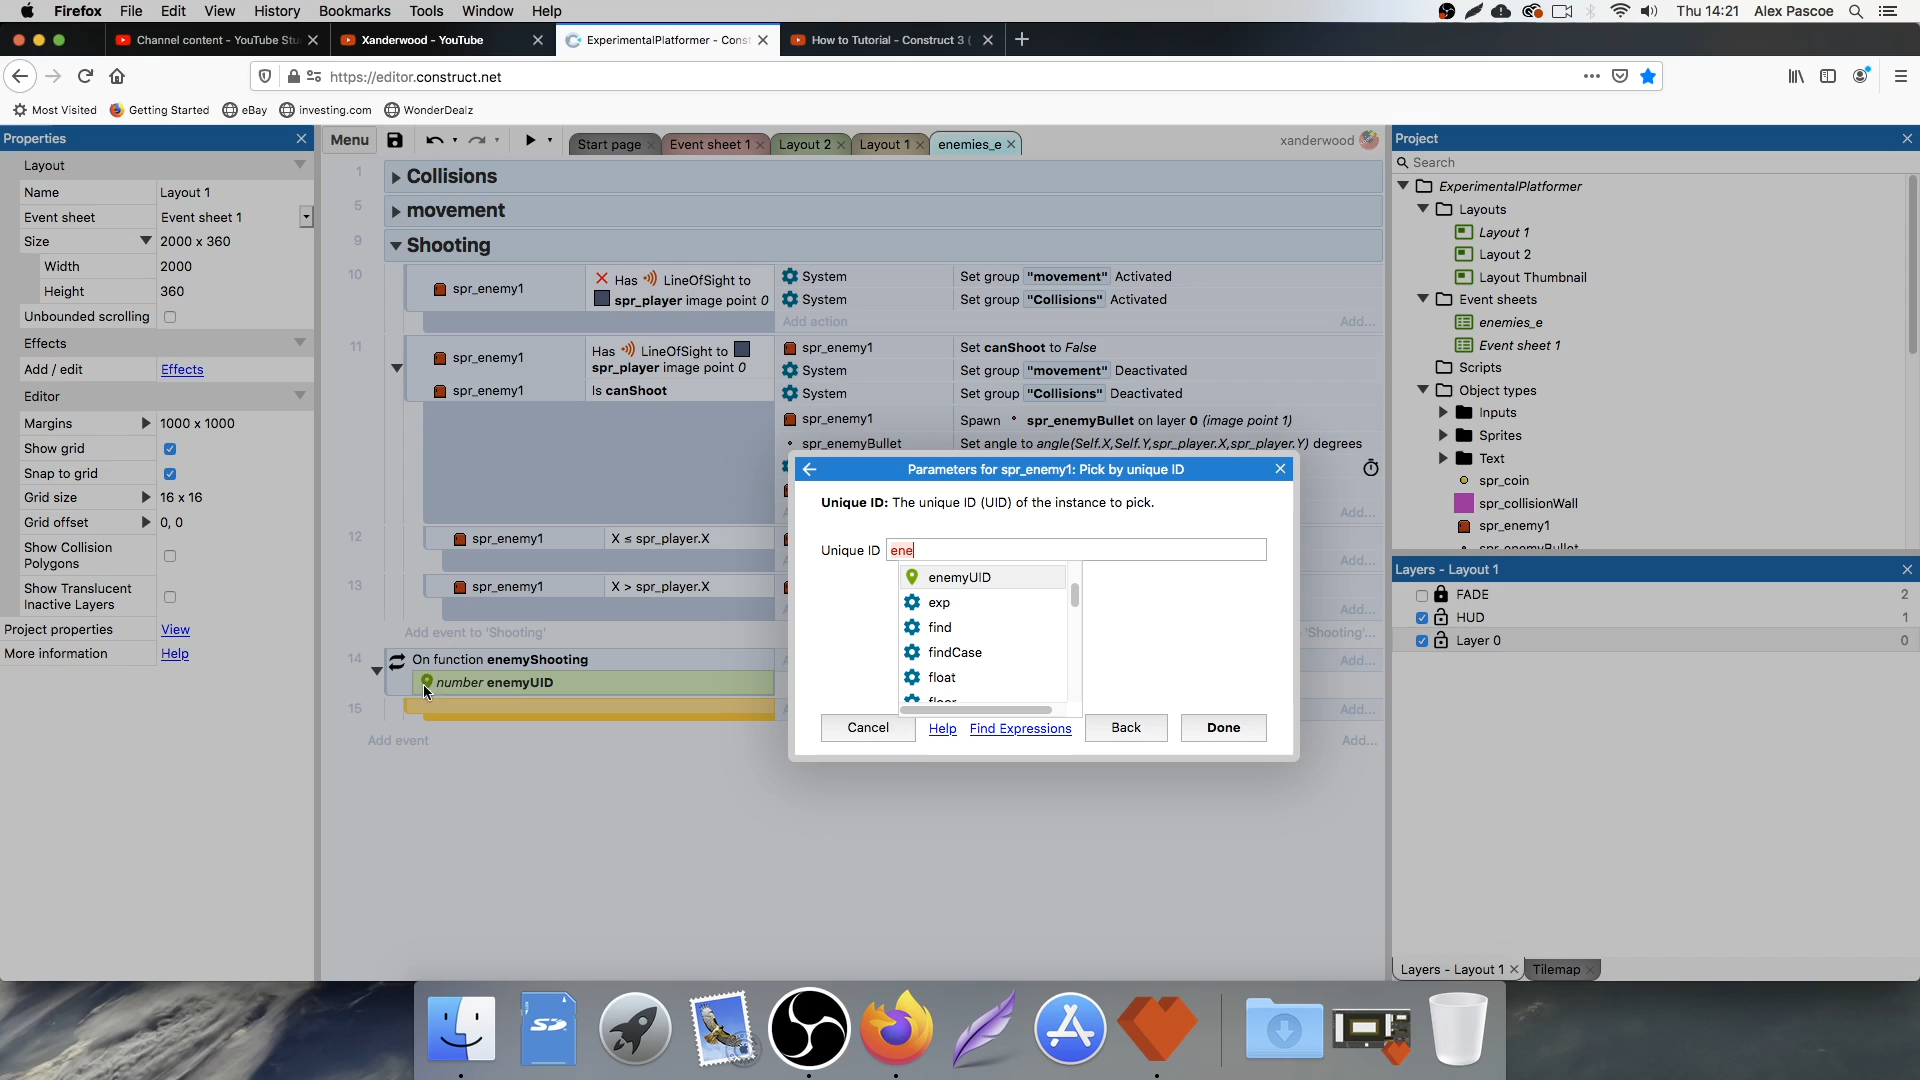 Firefox File Edit View History Bookmarks Tools Window Help Thu 14:21 Alex Pascoe
Channel content - YouTube Stu Xanderwood - YouTube ExperimentalPlatformer - Cons How to Tutorial - Construct 3 (
https://editor.construct.net
Most Visited Getting Started eBay investing.com WonderDealz
Properties
Layout
Name Layout 1
Event sheet Event sheet 1
Size 2000 x 360
Width 2000
Height 360
Unbounded scrolling
Effects
Add / edit Effects
Editor
Margins 1000 x 1000
Show grid
Snap to grid
Grid size 16 x 16
Grid offset 0, 0
Show Collision
Polygons
Show Translucent
Inactive Layers
Project properties View
More information Help
Menu Start page Event sheet 1 Layout 2 Layout 1 enemies_e xanderwood
1 Collisions
5 movement
9 Shooting
10 spr_enemy1 Has LineOfSight to
spr_player image point 0
System Set group "movement" Activated
System Set group "Collisions" Activated
Add action Add...
11 spr_enemy1 Has LineOfSight to
spr_player image point 0
spr_enemy1 Is canShoot
spr_enemy1 Set canShoot to False
System Set group "movement" Deactivated
System Set group "Collisions" Deactivated
spr_enemy1 Spawn spr_enemyBullet on layer 0 (image point 1)
spr_enemyBullet Set angle to angle(Self.X,Self.Y,spr_player.X,spr_player.Y) degrees
Add...
12 spr_enemy1 X ≤ spr_player.X
Add...
13 spr_enemy1 X > spr_player.X
Add...
Add event to 'Shooting' 'Shooting'...
14 On function enemyShooting Add...
number enemyUID
15 Add...
Add event Add...
Parameters for spr_enemy1: Pick by unique ID
Unique ID: The unique ID (UID) of the instance to pick.
Unique ID ene
enemyUID
exp
find
findCase
float
floor
Cancel Help Find Expressions Back Done
Project
Search
ExperimentalPlatformer
Layouts
Layout 1
Layout 2
Layout Thumbnail
Event sheets
enemies_e
Event sheet 1
Scripts
Object types
Inputs
Sprites
Text
spr_coin
spr_collisionWall
spr_enemy1
spr_enemyBullet
Layers - Layout 1
FADE 2
HUD 1
Layer 0 0
Layers - Layout 1 Tilemap
SD